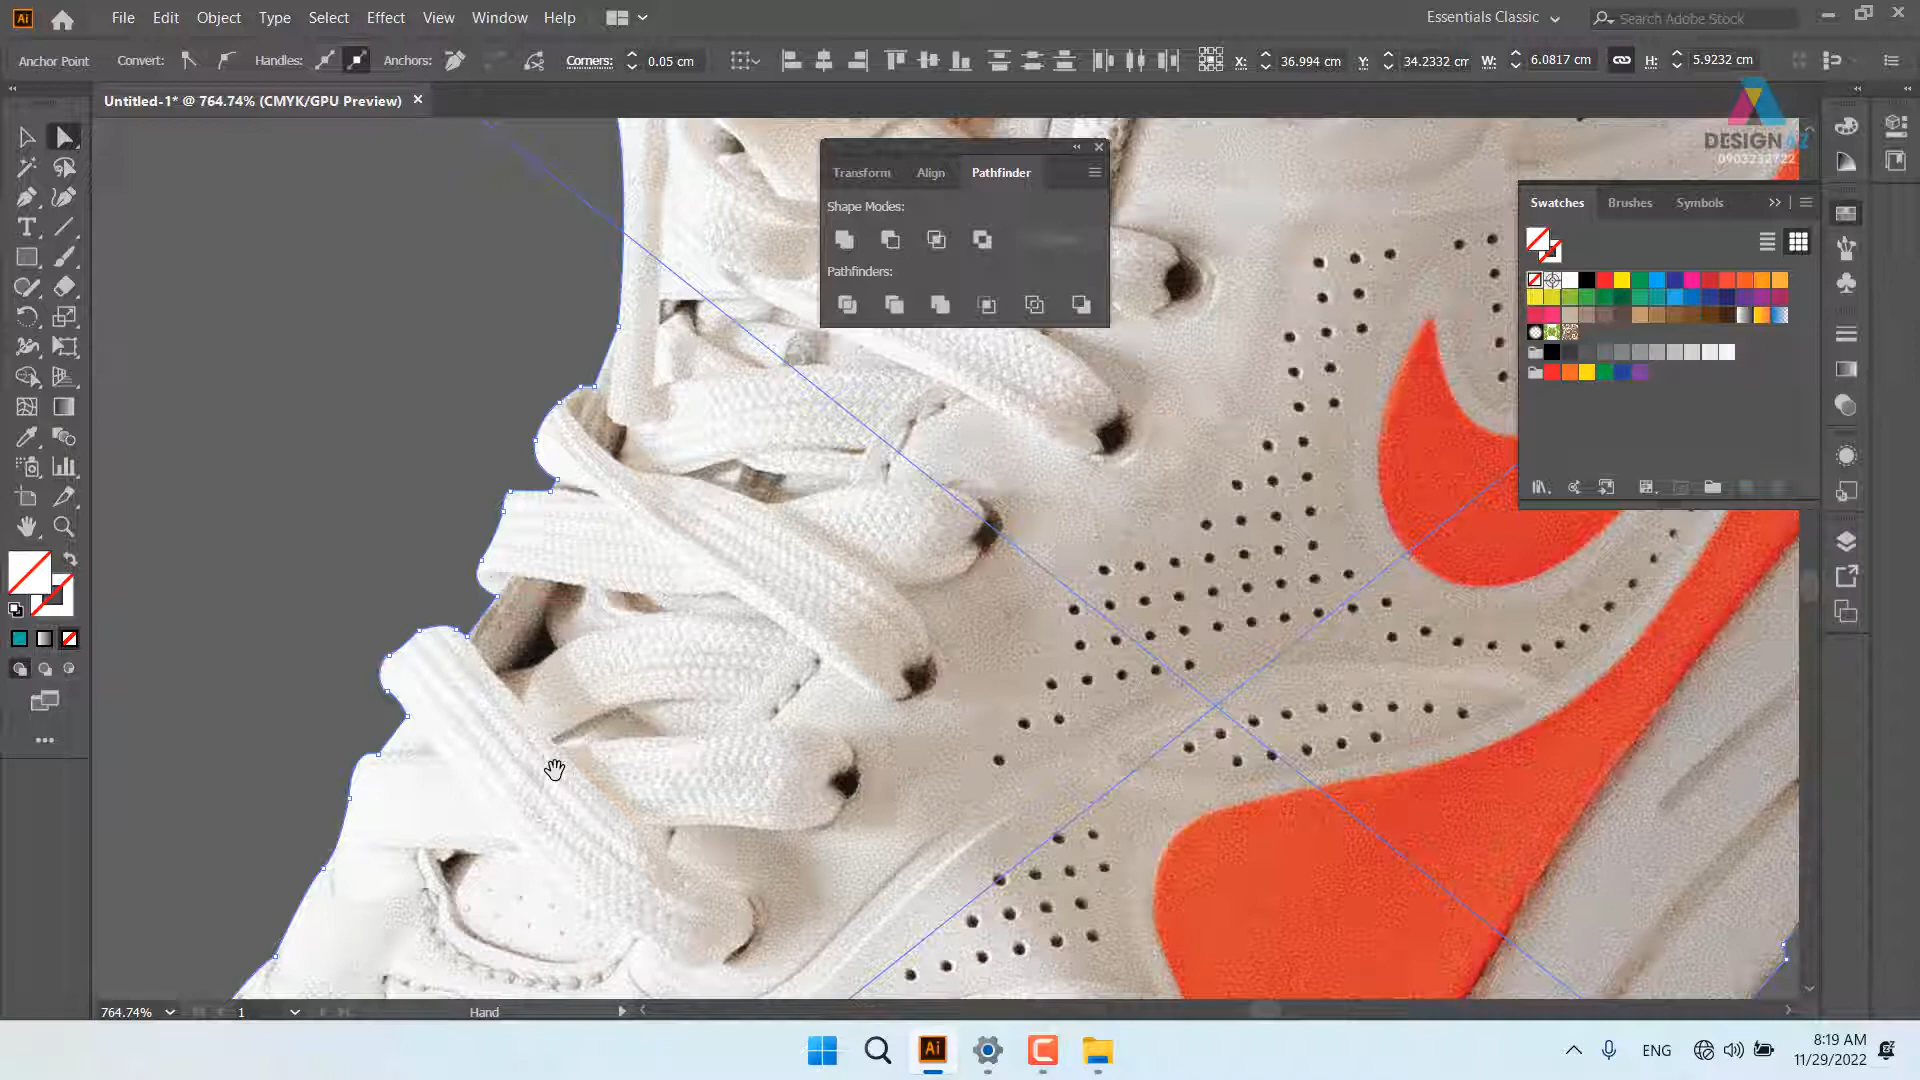 Ai File Edit Object Type Select Effect View Window Help Essentials Classic Search Adobe Stock
Anchor Point Convert: Handles: Anchors: Corners: 0.05 cm X: 36.994 cm Y: 34.2332 cm W: 6.0817 cm H: 5.9232 cm
Untitled-1* @ 764.74% (CMYK/GPU Preview)
DESIGN AZ
0903232722
Transform Align Pathfinder
Shape Modes:
Pathfinders:
Swatches Brushes Symbols
764.74% 1 Hand
Ai
ENG
8:19 AM
11/29/2022